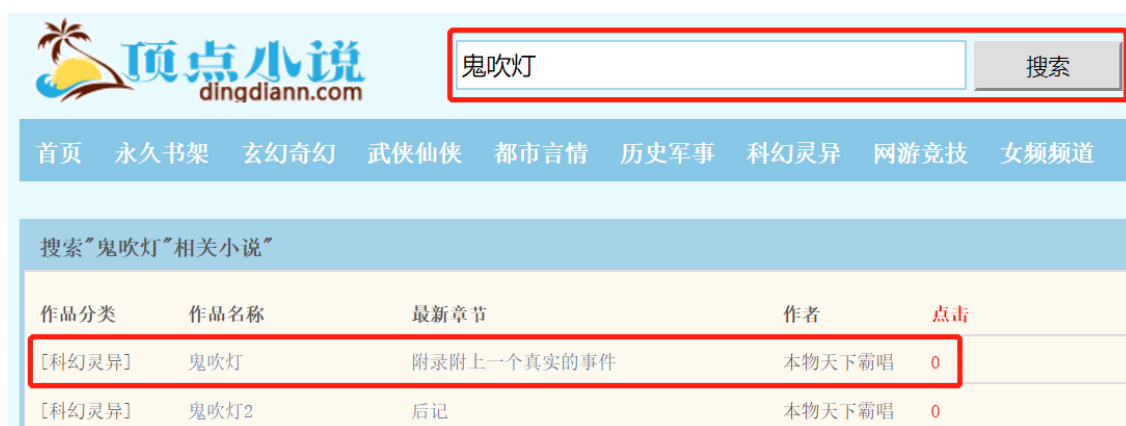 顶点小说
dingdiann.com
鬼吹灯 搜索
首页 永久书架 玄幻奇幻 武侠仙侠 都市言情 历史军事 科幻灵异 网游竞技 女频频道
搜索"鬼吹灯"相关小说"
作品分类 作品名称 最新章节 作者 点击
[科幻灵异] 鬼吹灯 附录附上一个真实的事件 本物天下霸唱 0
[科幻灵异] 鬼吹灯2 后记 本物天下霸唱 0